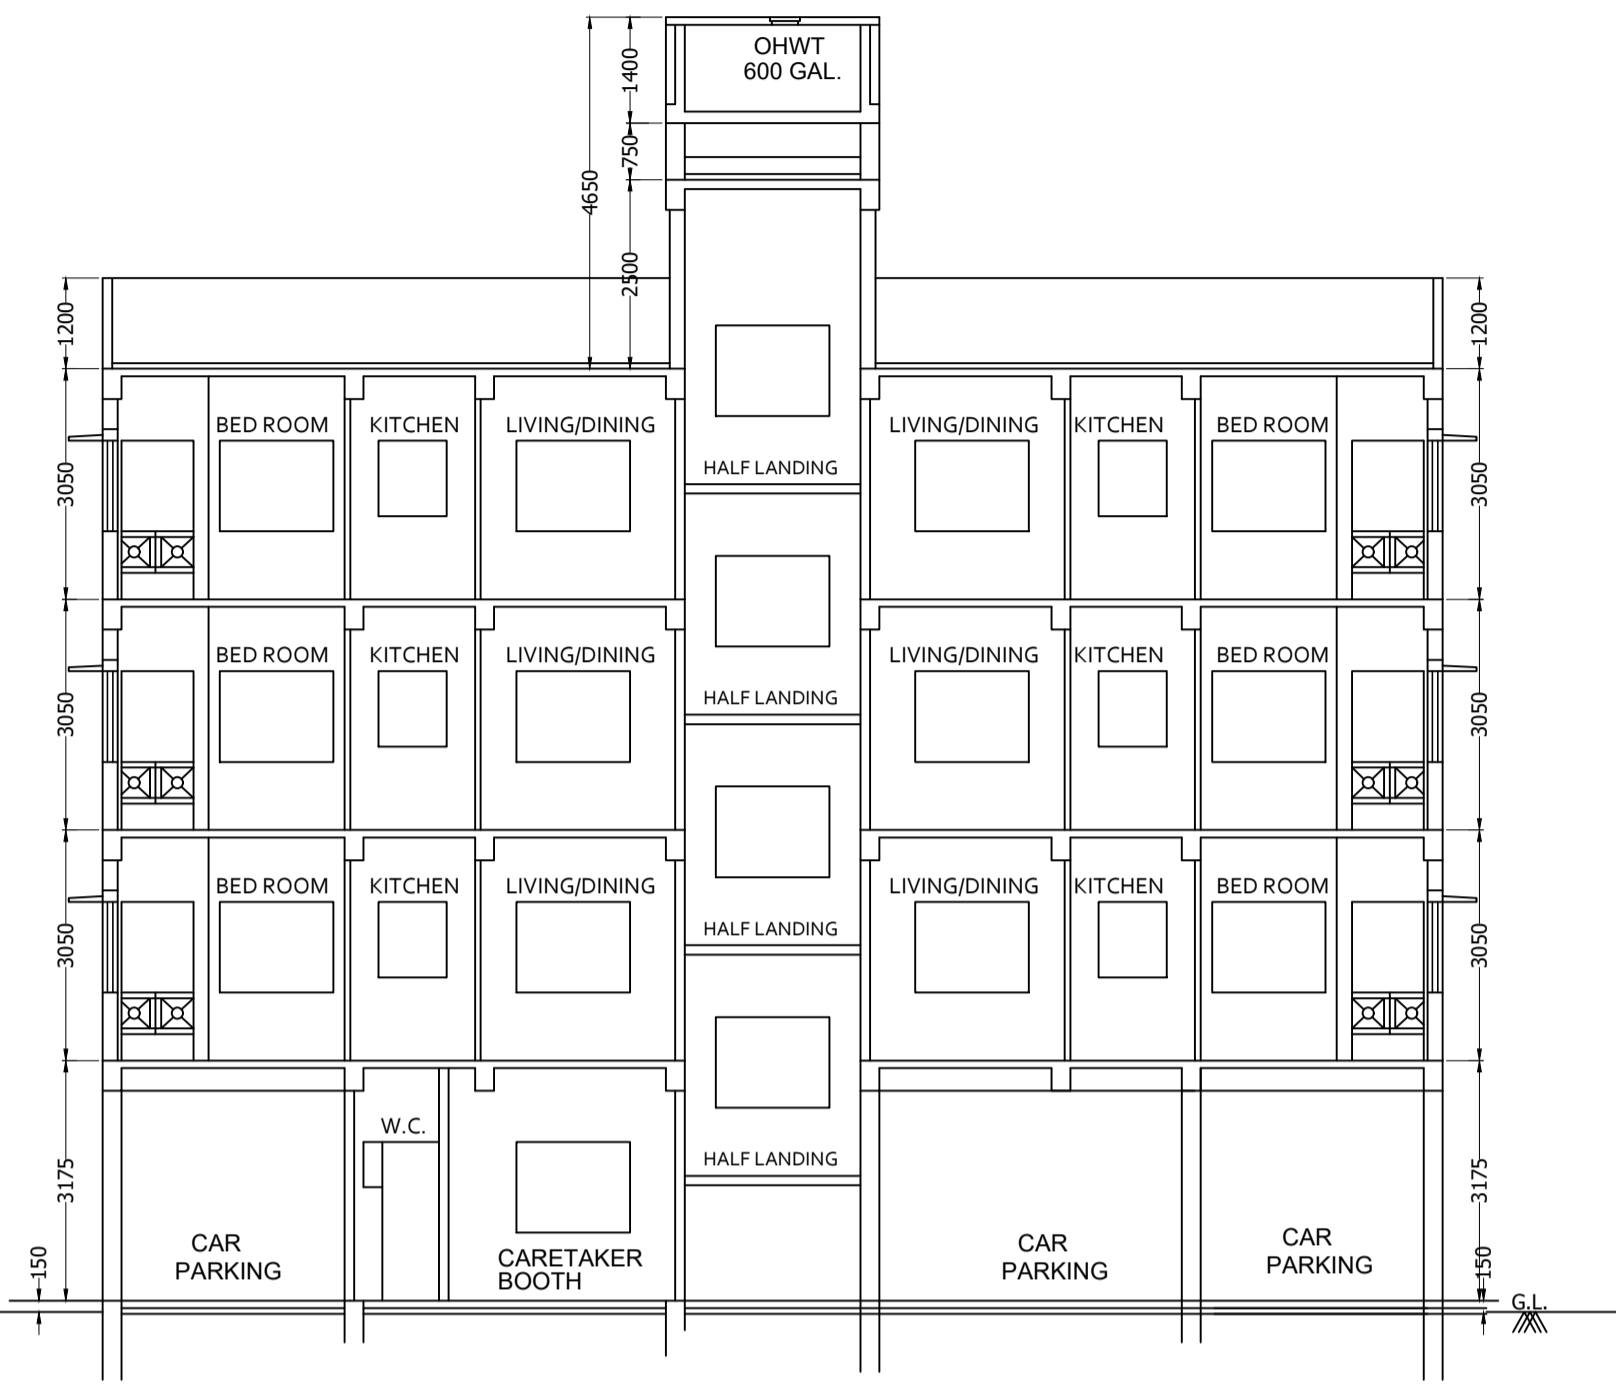 OHWT
600 GAL.
1400
750
4650
2500
1200
1200
BED ROOM KITCHEN LIVING/DINING LIVING/DINING KITCHEN BED ROOM
HALF LANDING
3050
3050
BED ROOM KITCHEN LIVING/DINING LIVING/DINING KITCHEN BED ROOM
HALF LANDING
3050
3050
BED ROOM KITCHEN LIVING/DINING LIVING/DINING KITCHEN BED ROOM
HALF LANDING
3050
3050
W.C.
HALF LANDING
3175
3175
CAR
PARKING
CARETAKER
BOOTH
CAR
PARKING
CAR
PARKING
150
150
G.L.